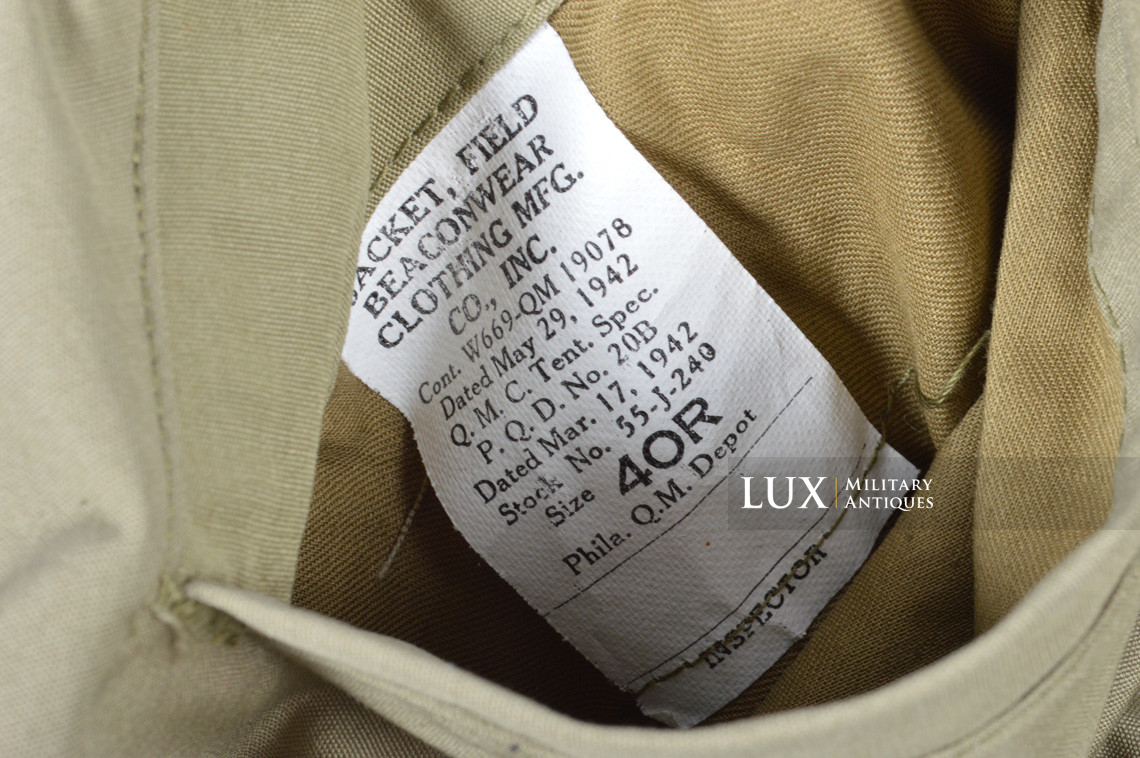 JACKET, FIELD
BEACONWEAR
CLOTHING MFG.
CO., INC.
Cont. W669-QM 19078
Dated May 29, 1942
Q. M. C. Tent. Spec.
P. Q. D. No. 20B
Dated Mar. 17, 1942
Stock No. 55-J-240
Size 40R
Phila. Q.M. Depot
INSPECTOR
LUX MILITARY
ANTIQUES